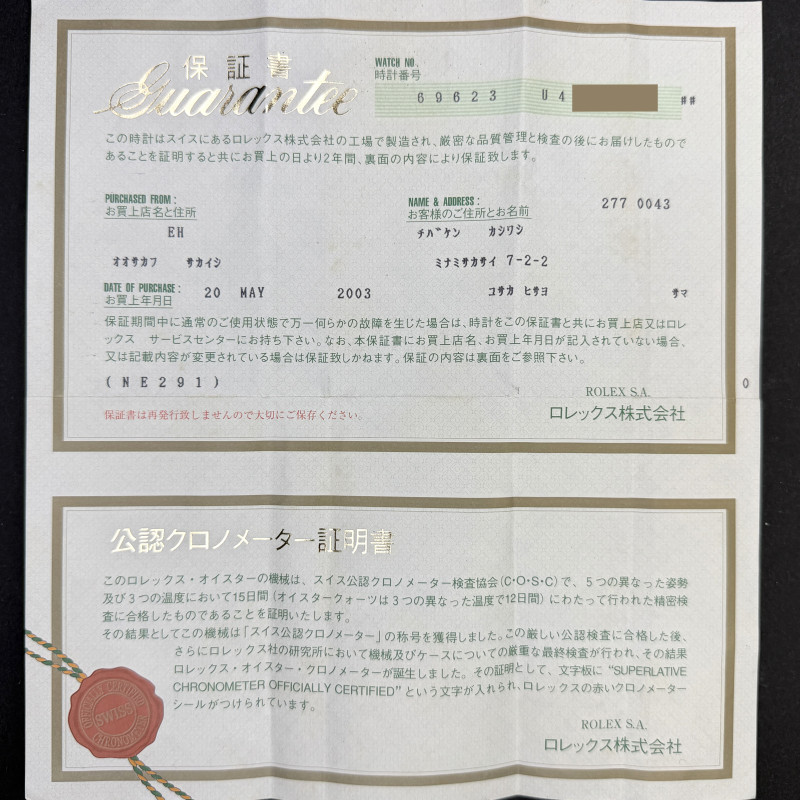 保証書
Guarantee
WATCH NO.
時計番号
69623 U4 ##
この時計はスイスにあるロレックス株式会社の工場で製造され、厳密な品質管理と検査の後にお届けしたもので
あることを証明すると共にお買上の日より2年間、裏面の内容により保証致します。
PURCHASED FROM:
お買上店名と住所
EH
オオサカフ サカイシ
NAME & ADDRESS:
お客様のご住所とお名前
277 0043
チバケン カシワシ
ミナミサカサイ 7-2-2
DATE OF PURCHASE:
お買上年月日
20 MAY 2003
ユサカ ヒサヨ サマ
保証期間中に通常のご使用状態で万一何らかの故障を生じた場合は、時計をこの保証書と共にお買上店又はロレ
ックス サービスセンターにお持ち下さい。なお、本保証書にお買上店名、お買上年月日が記入されていない場合、
又は記載内容が変更されている場合は保証致しかねます。保証の内容は裏面をご参照下さい。
(NE291)
0
ROLEX S.A.
ロレックス株式会社
保証書は再発行致しませんので大切にご保存ください。
公認クロノメーター証明書
このロレックス・オイスターの機械は、スイス公認クロノメーター検査協会(C・O・S・C)で、5つの異なった姿勢
及び3つの温度において15日間(オイスタークォーツは3つの異なった温度で12日間)にわたって行われた精密検
査に合格したものであることを証明いたします。
その結果としてこの機械は「スイス公認クロノメーター」の称号を獲得しました。この厳しい公認検査に合格した後、
さらにロレックス社の研究所において機械及びケースについての厳重な最終検査が行われ、その結果
ロレックス・オイスター・クロノメーターが誕生しました。その証明として、文字板に"SUPERLATIVE
CHRONOMETER OFFICIALLY CERTIFIED"という文字が入れられ、ロレックスの赤いクロノメーター
シールがつけられています。
OFFICIALLY CERTIFIED
SWISS
CHRONOMETER
ROLEX S.A.
ロレックス株式会社